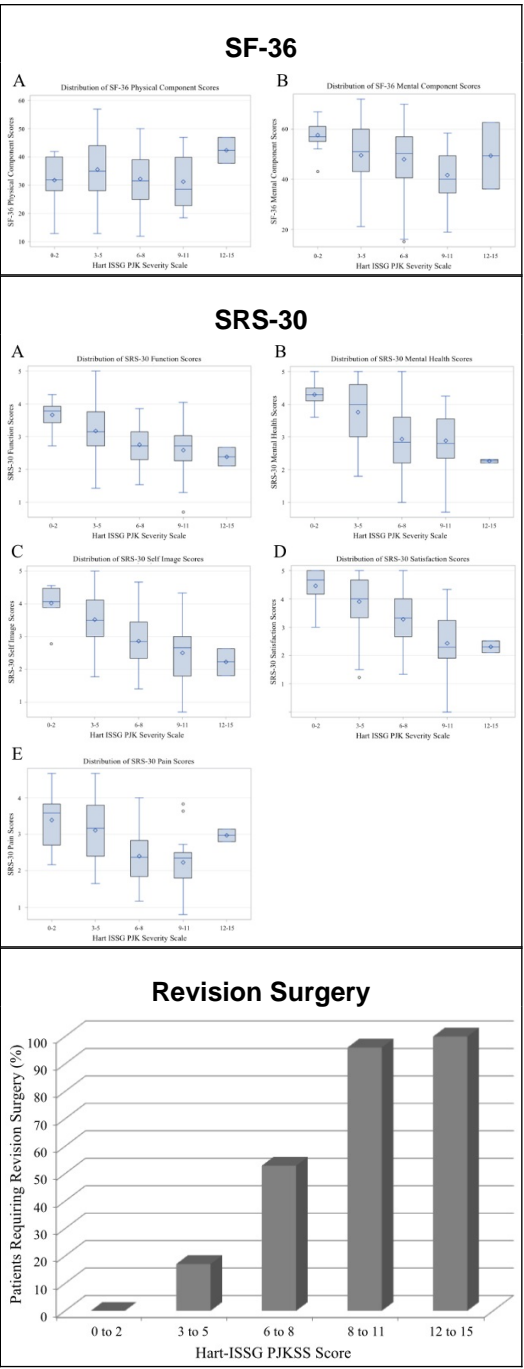 SF-36
A
Distribution of SF-36 Physical Component Scores
SF-36 Physical Component Scores
60
50
40
30
20
10
0-2 3-5 6-8 9-11 12-15
Hart ISSG PJK Severity Scale
B
Distribution of SF-36 Mental Component Scores
SF-36 Mental Component Scores
60
40
20
0-2 3-5 6-8 9-11 12-15
Hart ISSG PJK Severity Scale
SRS-30
A
Distribution of SRS-30 Function Scores
SRS-30 Function Scores
5
4
3
2
1
0-2 3-5 6-8 9-11 12-15
Hart ISSG PJK Severity Scale
B
Distribution of SRS-30 Mental Health Scores
SRS-30 Mental Health Scores
5
4
3
2
1
0-2 3-5 6-8 9-11 12-15
Hart ISSG PJK Severity Scale
C
Distribution of SRS-30 Self Image Scores
SRS-30 Self Image Scores
5
4
3
2
1
0-2 3-5 6-8 9-11 12-15
Hart ISSG PJK Severity Scale
D
Distribution of SRS-30 Satisfaction Scores
SRS-30 Satisfaction Scores
5
4
3
2
1
0-2 3-5 6-8 9-11 12-15
Hart ISSG PJK Severity Scale
E
Distribution of SRS-30 Pain Scores
SRS-30 Pain Scores
4
3
2
1
0-2 3-5 6-8 9-11 12-15
Hart ISSG PJK Severity Scale
Revision Surgery
Patients Requiring Revision Surgery (%)
100
90
80
70
60
50
40
30
20
10
0
0 to 2 3 to 5 6 to 8 8 to 11 12 to 15
Hart-ISSG PJKSS Score